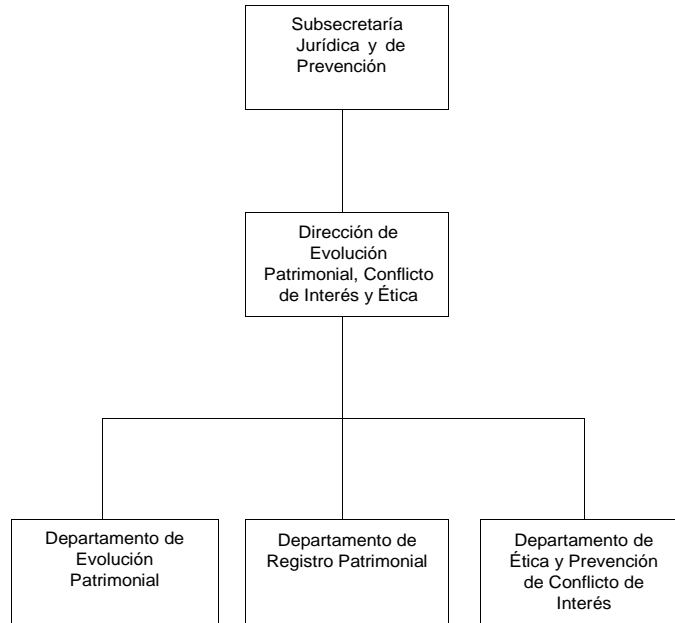 Subsecretaría
Jurídica y de
Prevención
Dirección de
Evolución
Patrimonial, Conflicto
de Interés y Ética
Departamento de
Evolución
Patrimonial
Departamento de
Registro Patrimonial
Departamento de
Ética y Prevención
de Conflicto de
Interés